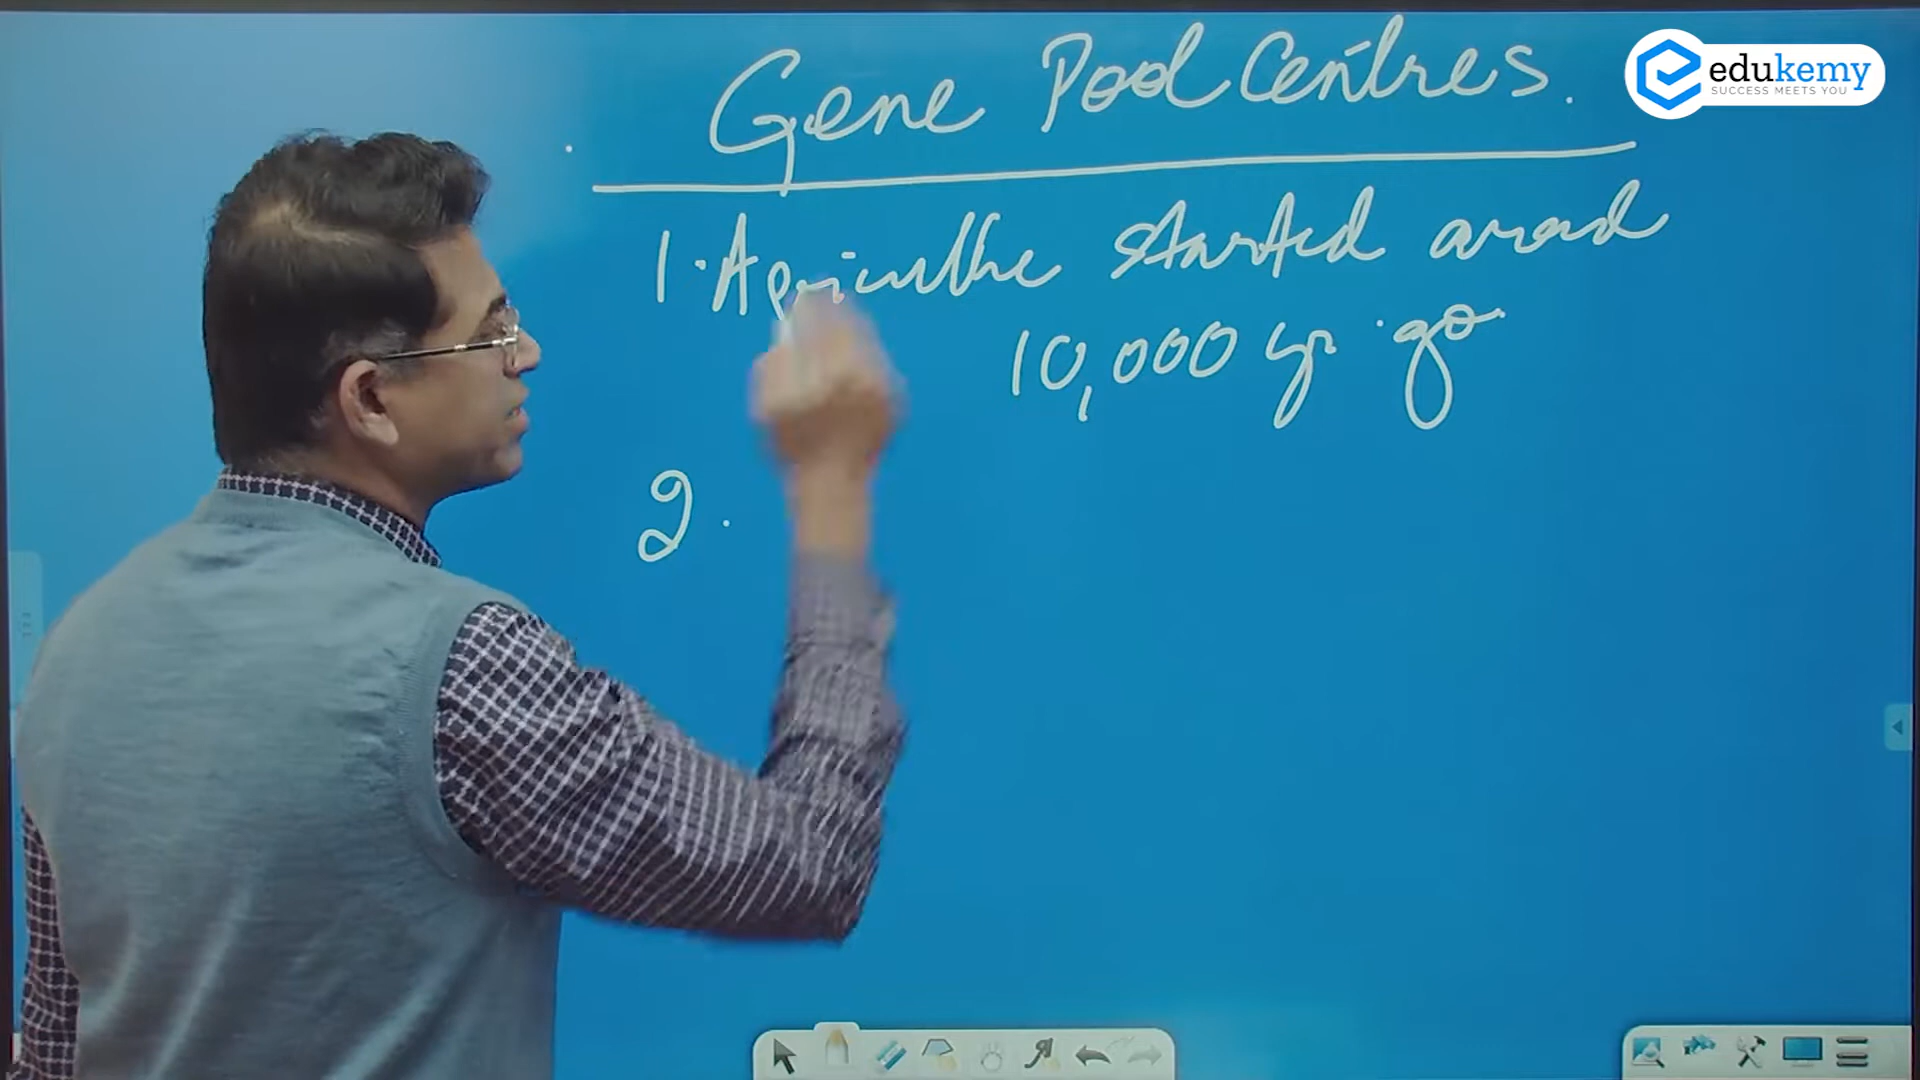 Gene Pool Centres.
edukemy
SUCCESS MEETS YOU
1. Agriculture started around
10,000 yr. ago
2.